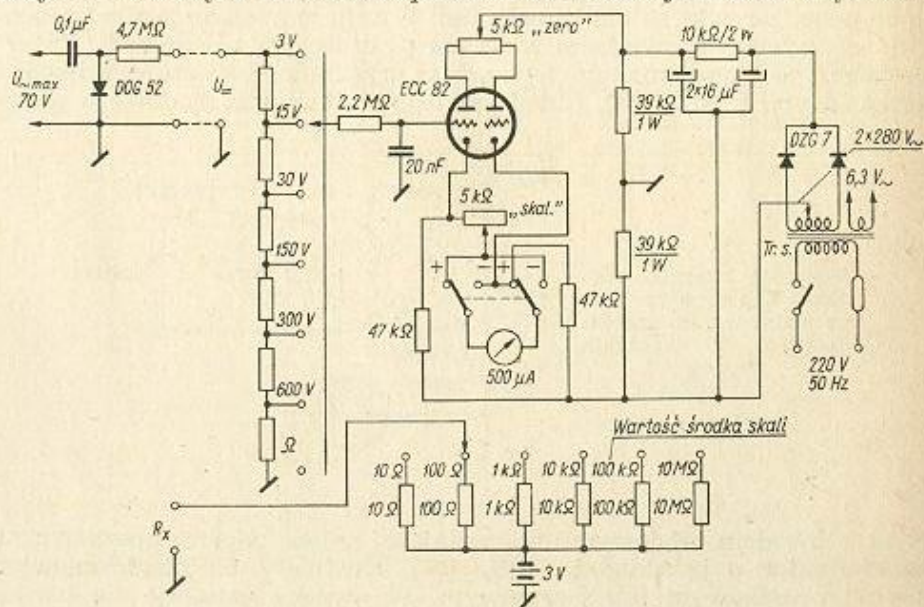 0,1 µF
4,7 MΩ
DOG 52
U~max
70 V
U=
3 V
15 V
30 V
150 V
300 V
600 V
Ω
2,2 MΩ
20 nF
ECC 82
5 kΩ „zero"
5 kΩ
„skal."
+ − + −
47 kΩ
47 kΩ
500 µA
39 kΩ
1 W
39 kΩ
1 W
10 kΩ/2 W
2×16 µF
DZG 7
2×280 V~
6,3 V~
Tr. s.
220 V
50 Hz
Wartość środka skali
10 Ω 100 Ω 1 kΩ 10 kΩ 100 kΩ 10 MΩ
10 Ω 100 Ω 1 kΩ 10 kΩ 100 kΩ 10 MΩ
Rx
3 V